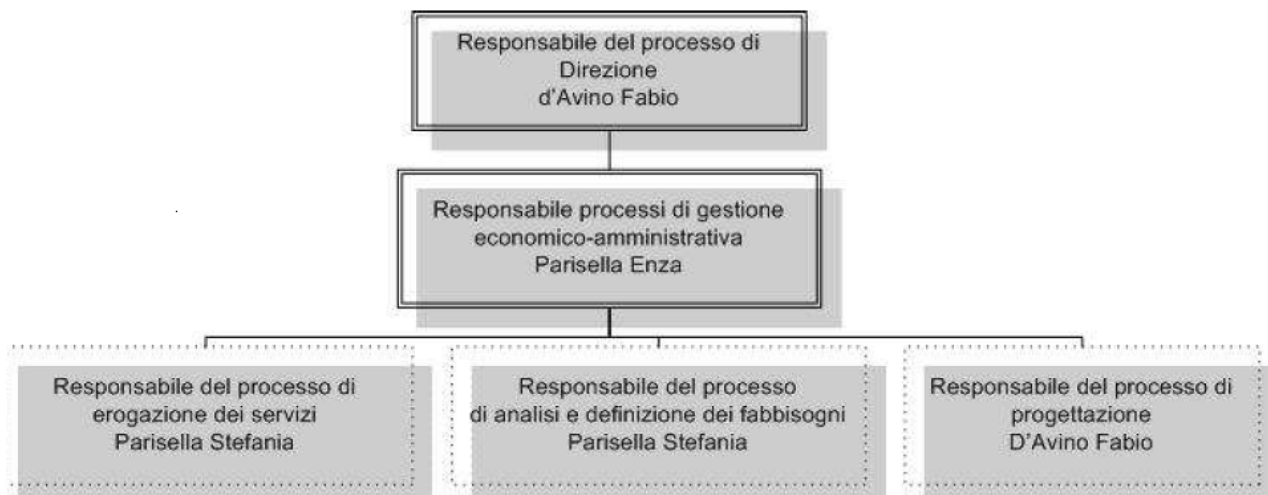 Responsabile del processo di
Direzione
d'Avino Fabio
Responsabile processi di gestione
economico-amministrativa
Parisella Enza
Responsabile del processo di
erogazione dei servizi
Parisella Stefania
Responsabile del processo
di analisi e definizione dei fabbisogni
Parisella Stefania
Responsabile del processo di
progettazione
D'Avino Fabio